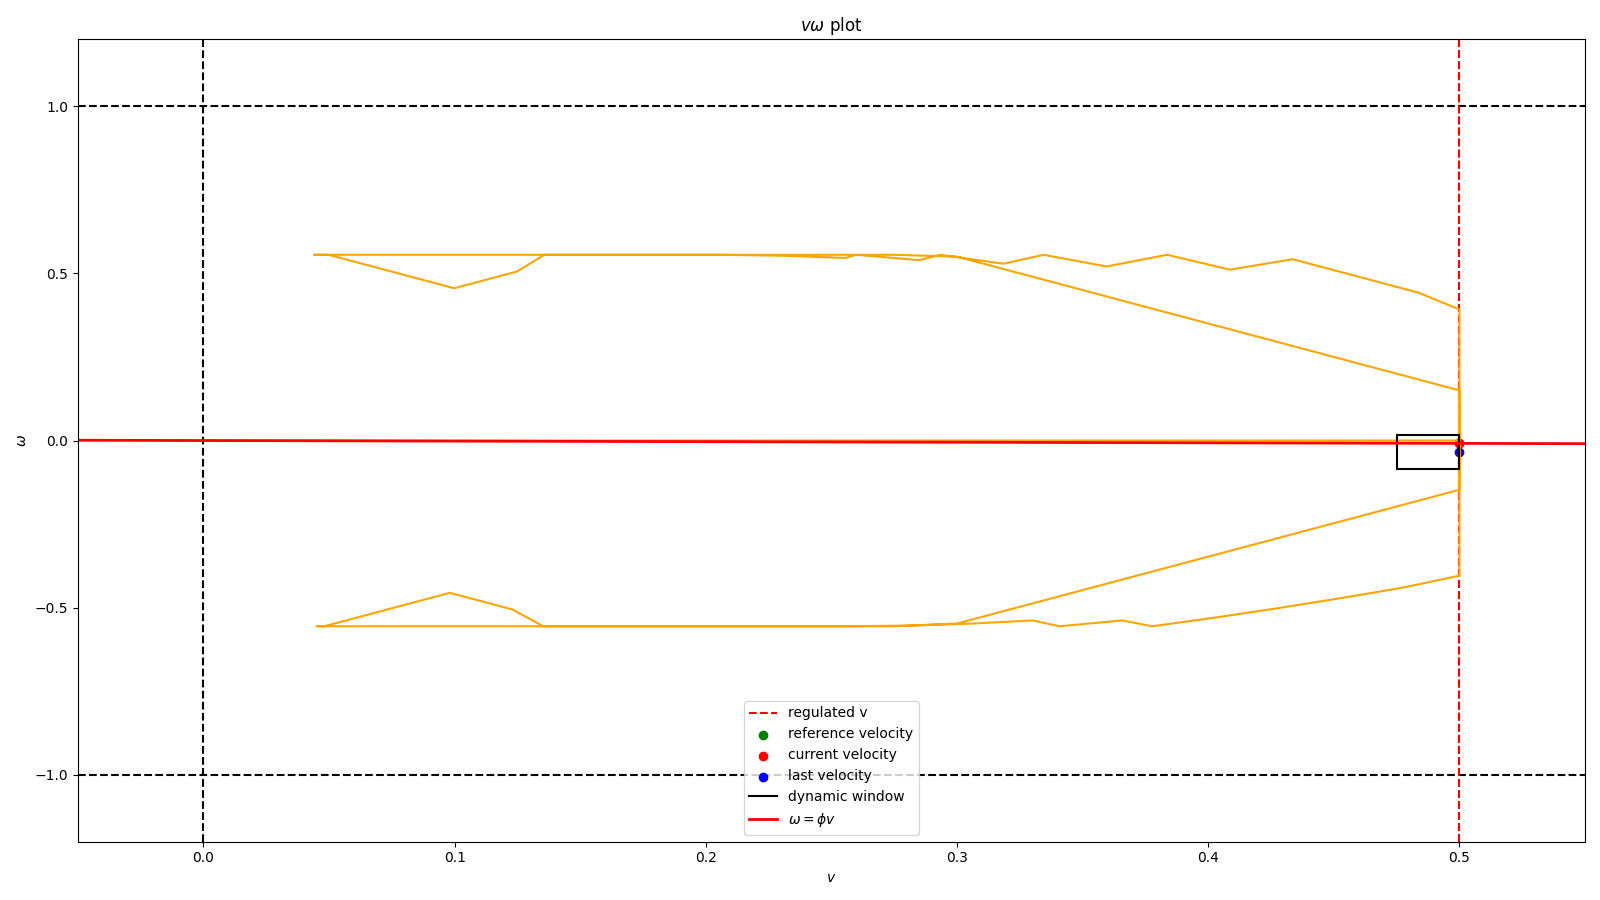 vω plot
1.0
0.5
0.0
−0.5
−1.0
ω
0.0
0.1
0.2
0.3
0.4
0.5
v
regulated v
reference velocity
current velocity
last velocity
dynamic window
ω = ϕv